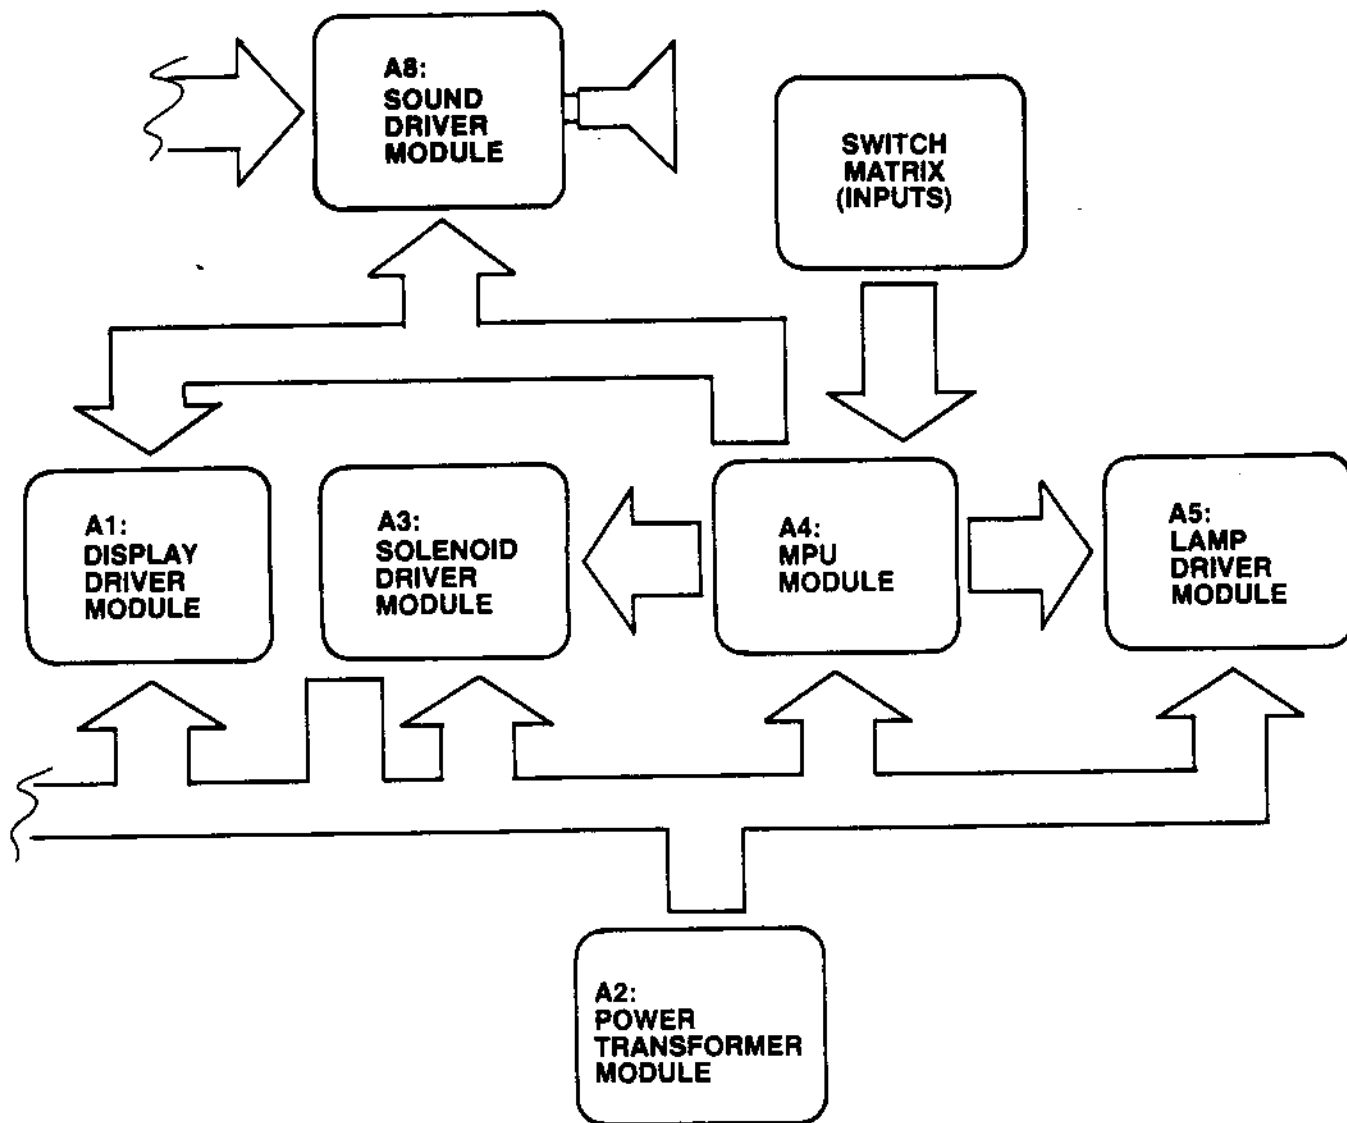 A8:
SOUND
DRIVER
MODULE
SWITCH
MATRIX
(INPUTS)
A1:
DISPLAY
DRIVER
MODULE
A3:
SOLENOID
DRIVER
MODULE
A4:
MPU
MODULE
A5:
LAMP
DRIVER
MODULE
A2:
POWER
TRANSFORMER
MODULE